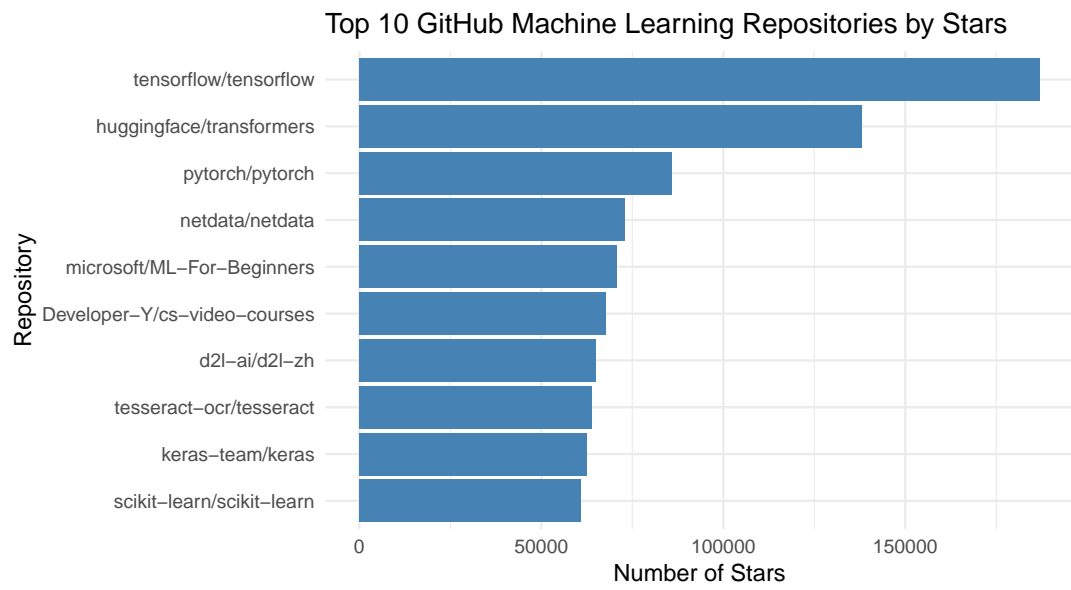 Top 10 GitHub Machine Learning Repositories by Stars
Repository
tensorflow/tensorflow
huggingface/transformers
pytorch/pytorch
netdata/netdata
microsoft/ML−For−Beginners
Developer−Y/cs−video−courses
d2l−ai/d2l−zh
tesseract−ocr/tesseract
keras−team/keras
scikit−learn/scikit−learn
0 50000 100000 150000
Number of Stars